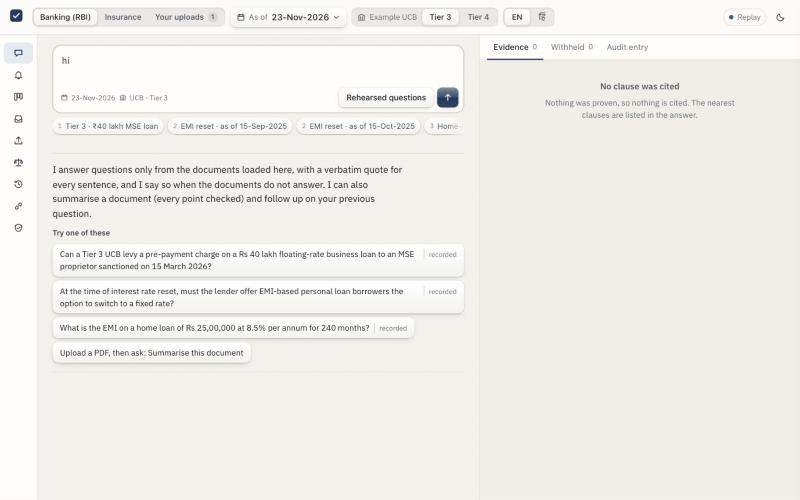 Banking (RBI) Insurance Your uploads 1 As of 23-Nov-2026 Example UCB Tier 3 Tier 4 EN हिं Replay
hi
23-Nov-2026 UCB · Tier 3 Rehearsed questions
1 Tier 3 · ₹40 lakh MSE loan 2 EMI reset · as of 15-Sep-2025 2 EMI reset · as of 15-Oct-2025 3 Home
I answer questions only from the documents loaded here, with a verbatim quote for
every sentence, and I say so when the documents do not answer. I can also
summarise a document (every point checked) and follow up on your previous
question.
Try one of these
Can a Tier 3 UCB levy a pre-payment charge on a Rs 40 lakh floating-rate business loan to an MSE
proprietor sanctioned on 15 March 2026?
recorded
At the time of interest rate reset, must the lender offer EMI-based personal loan borrowers the
option to switch to a fixed rate?
recorded
What is the EMI on a home loan of Rs 25,00,000 at 8.5% per annum for 240 months? recorded
Upload a PDF, then ask: Summarise this document
Evidence 0 Withheld 0 Audit entry
No clause was cited
Nothing was proven, so nothing is cited. The nearest
clauses are listed in the answer.